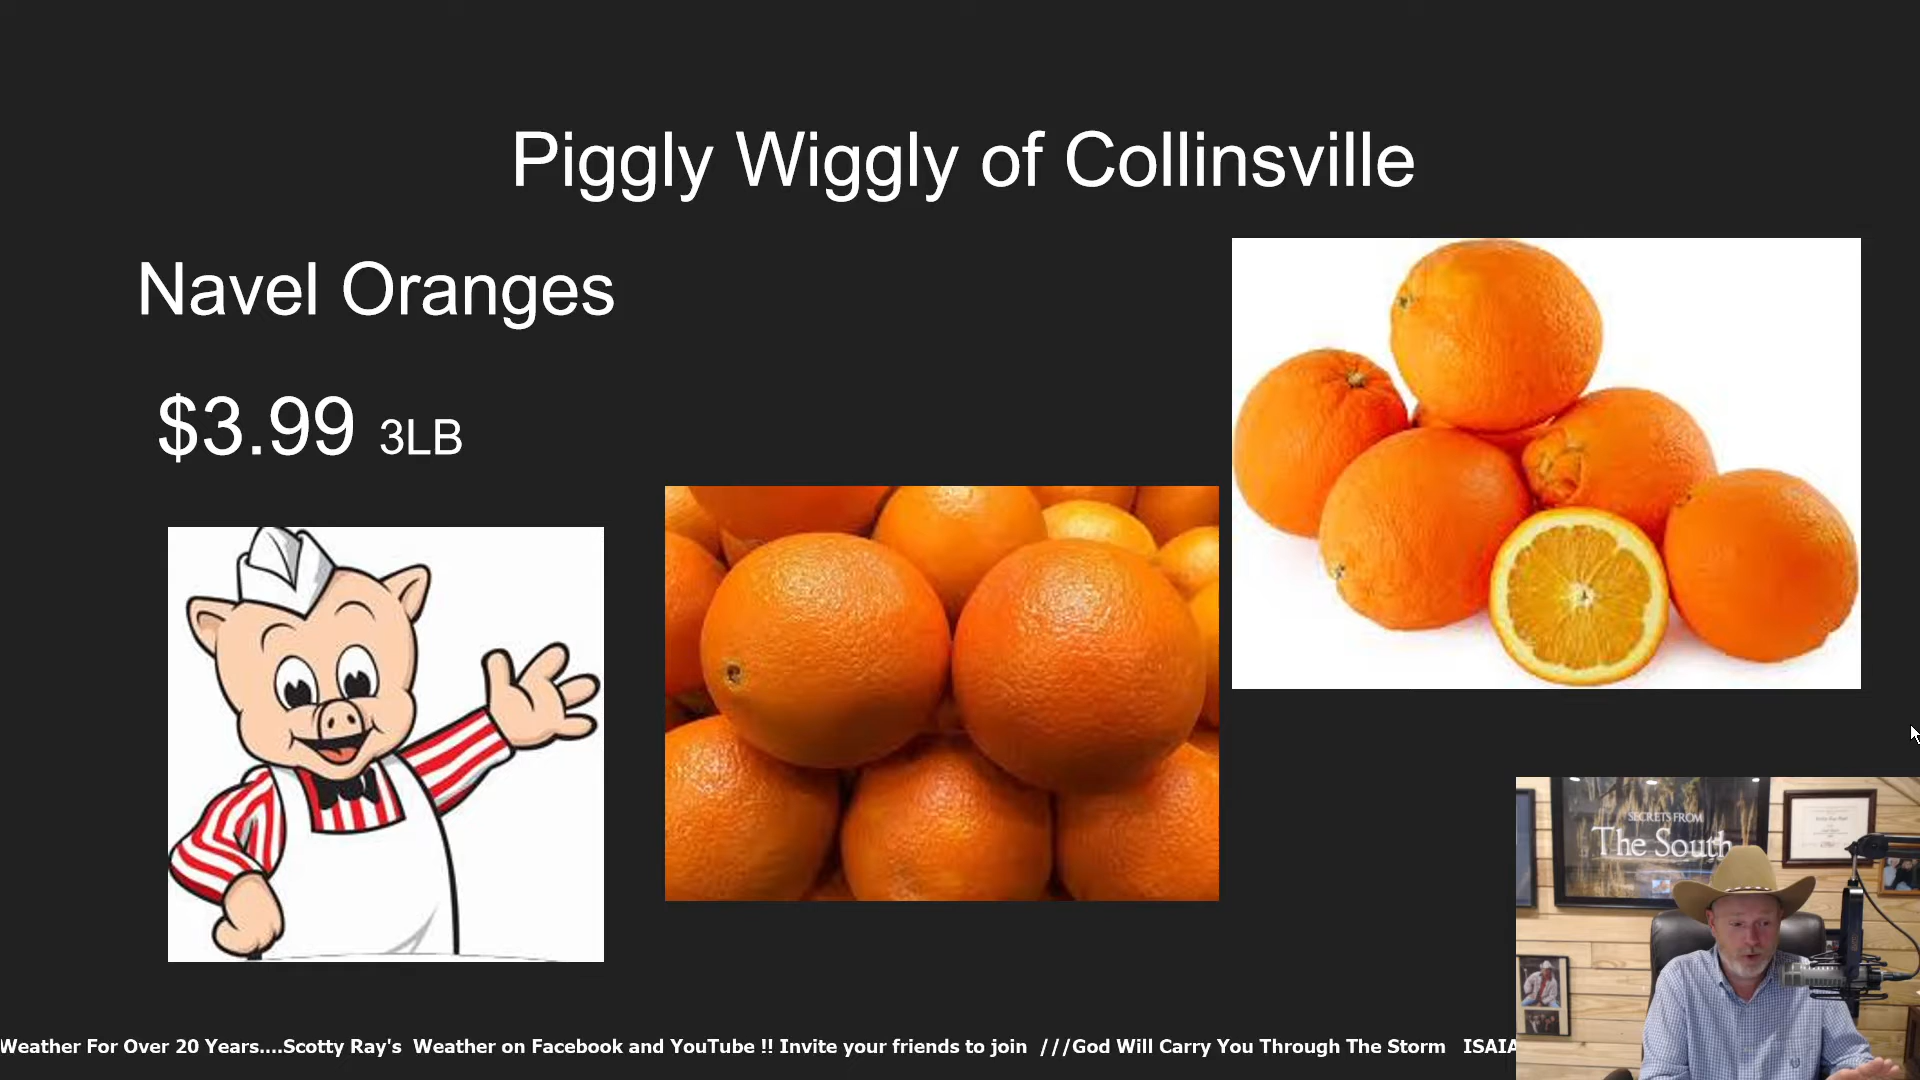 Piggly Wiggly of Collinsville
Navel Oranges
$3.99 3LB
SECRETS FROM
The South
Weather For Over 20 Years....Scotty Ray's  Weather on Facebook and YouTube !! Invite your friends to join  ///God Will Carry You Through The Storm   ISAIA